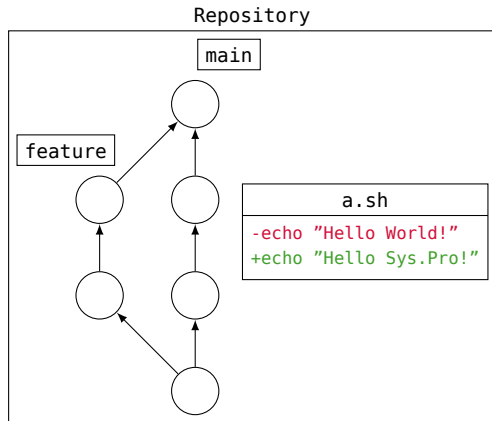 Repository
main
feature
a.sh
-echo ”Hello World!”
+echo ”Hello Sys.Pro!”